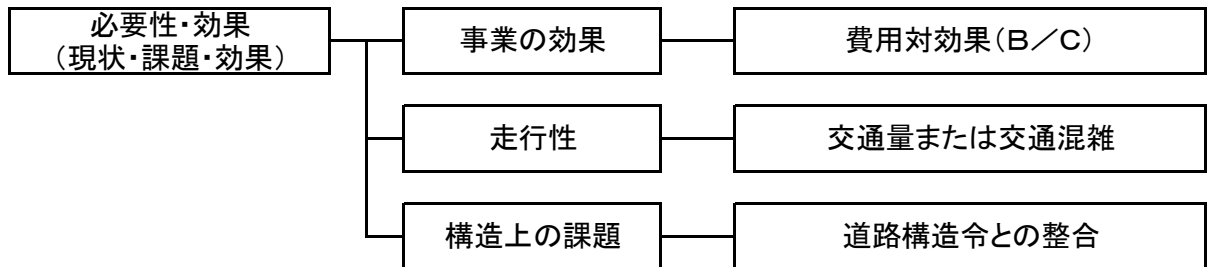 必要性・効果
（現状・課題・効果）
事業の効果
費用対効果（Ｂ／Ｃ）
走行性
交通量または交通混雑
構造上の課題
道路構造令との整合